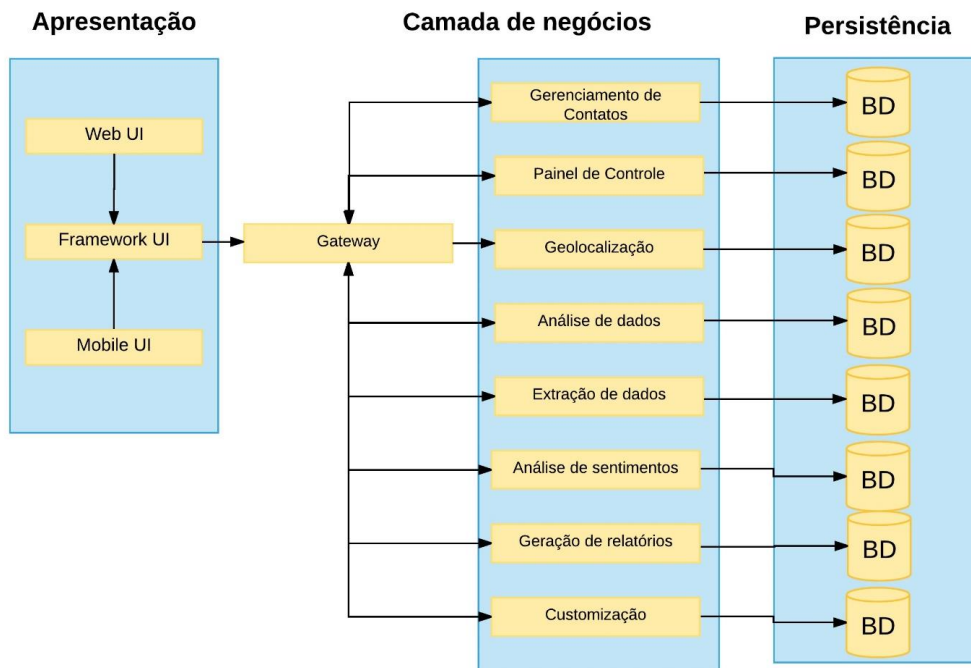 Apresentação
Camada de negócios
Persistência
Web UI
Framework UI
Mobile UI
Gateway
Gerenciamento de
Contatos
Painel de Controle
Geolocalização
Análise de dados
Extração de dados
Análise de sentimentos
Geração de relatórios
Customização
BD
BD
BD
BD
BD
BD
BD
BD